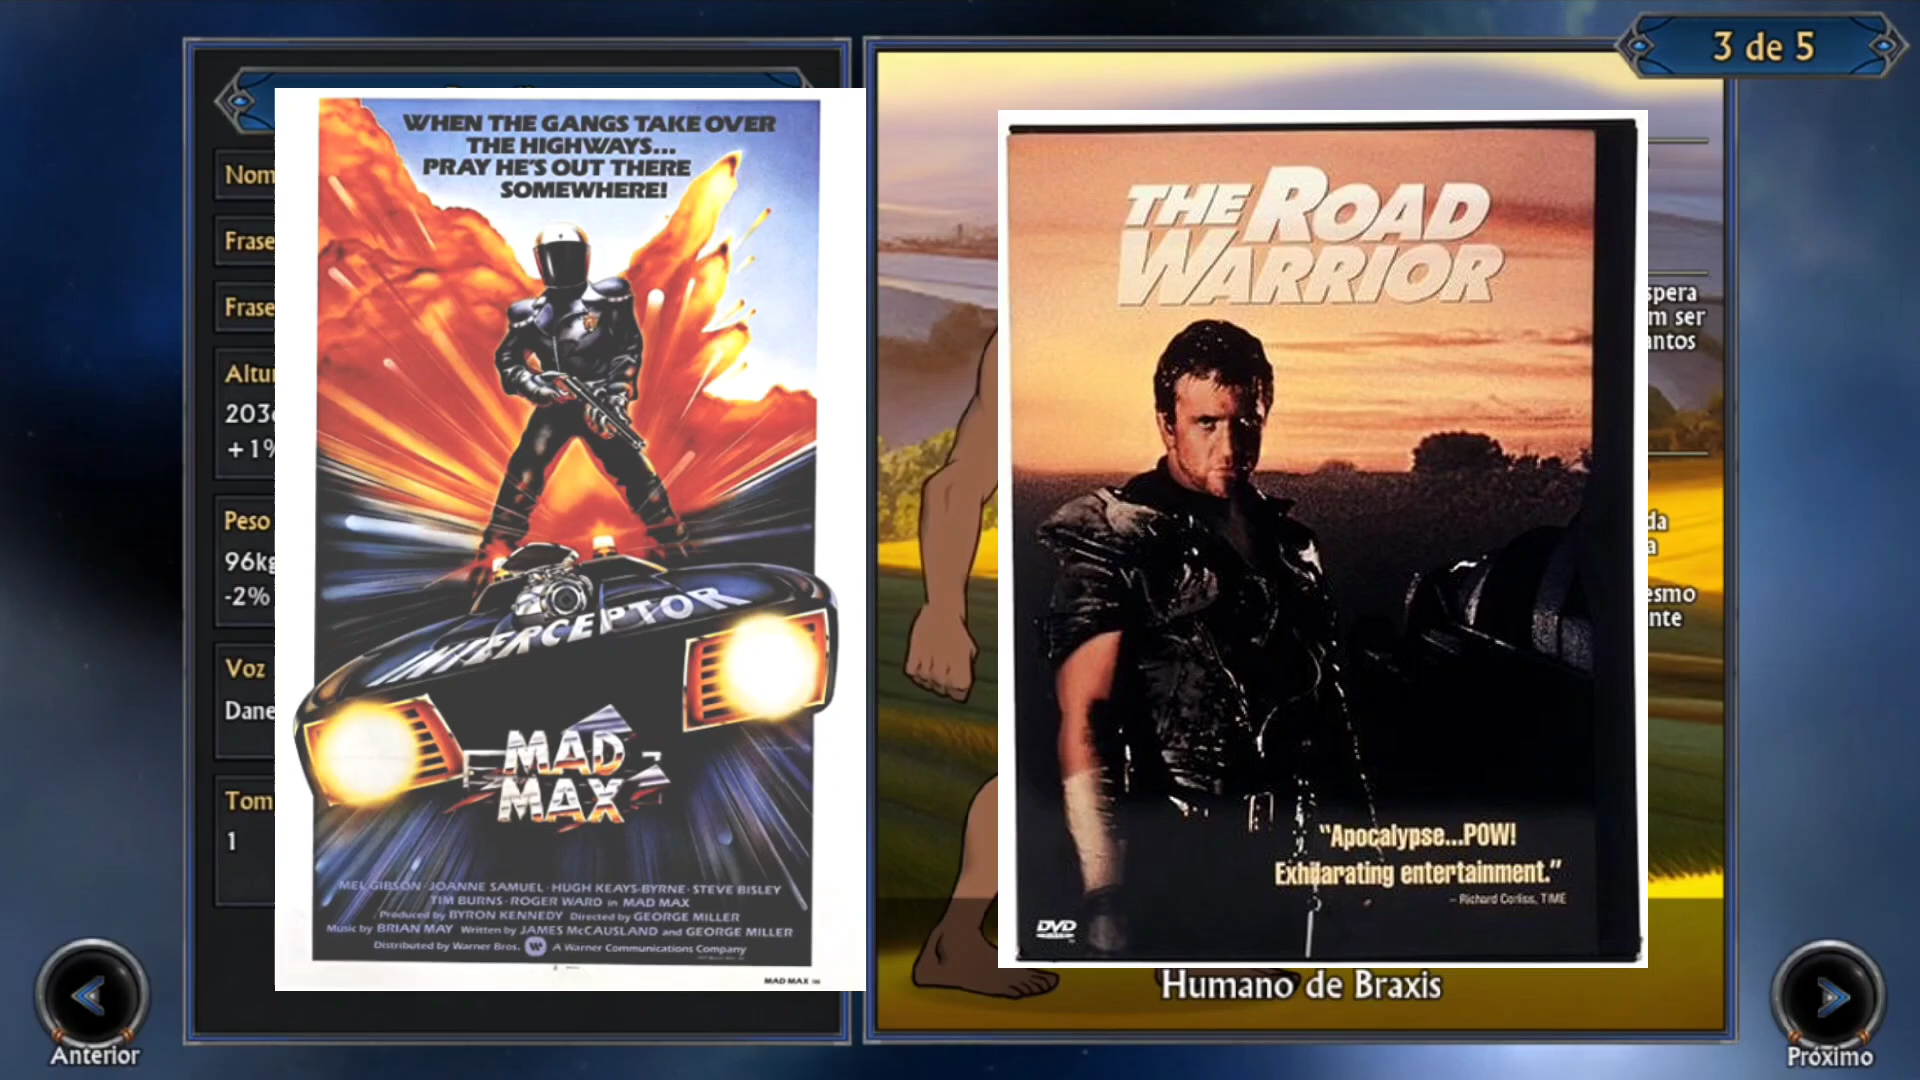 3 de 5
Nom
Frase
Frase
Altu
203
+1%
Peso
96kg
-2%
Voz
Dane
Tom
1
WHEN THE GANGS TAKE OVER
THE HIGHWAYS...
PRAY HE'S OUT THERE
SOMEWHERE!
INTERCEPTOR
MAD
MAX
MEL GIBSON · JOANNE SAMUEL · HUGH KEAYS-BYRNE · STEVE BISLEY
TIM BURNS · ROGER WARD in MAD MAX
Produced by BYRON KENNEDY Directed by GEORGE MILLER
Music by BRIAN MAY Written by JAMES McCAUSLAND and GEORGE MILLER
Distributed by Warner Bros. W A Warner Communications Company
MAD MAX
THE ROAD
WARRIOR
"Apocalypse...POW!
Exhilarating entertainment."
– Richard Corliss, TIME
DVD
spera
m ser
antos
da
a
esmo
nte
Humano de Braxis
Anterior
Próximo